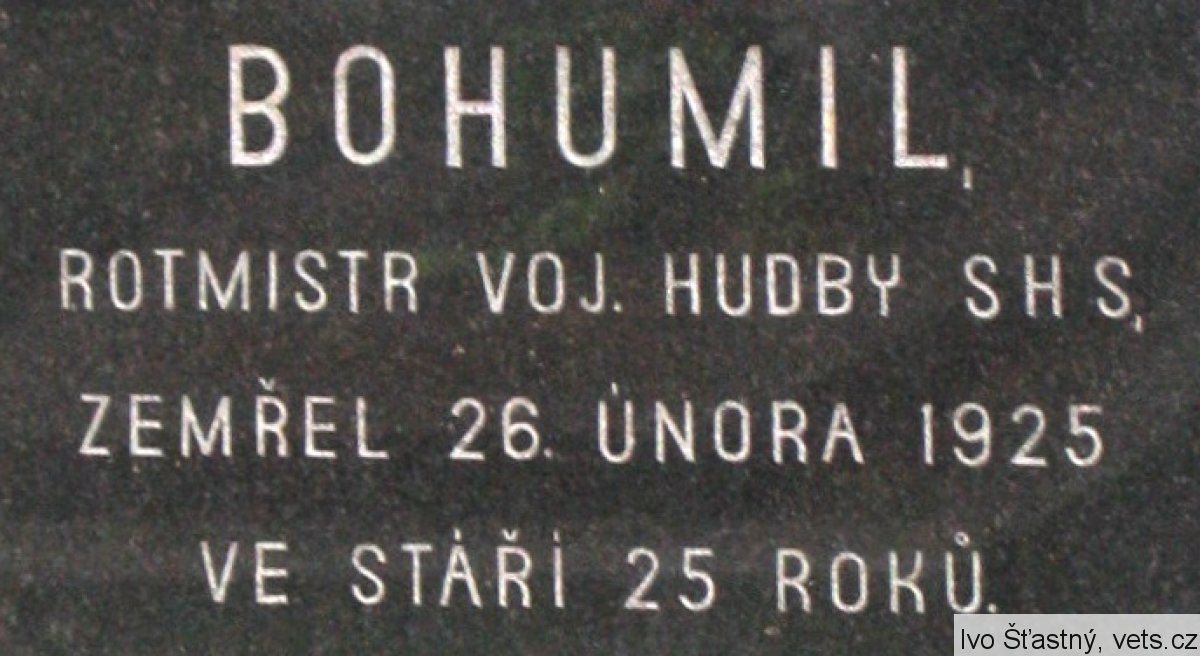 BOHUMIL,
ROTMISTR VOJ. HUDBY SHS,
ZEMŘEL 26. ÚNORA 1925
VE STÁŘÍ 25 ROKŮ.
Ivo Šťastný, vets.cz